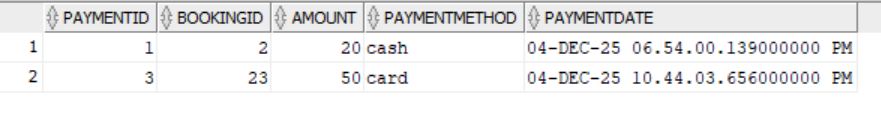 PAYMENTID BOOKINGID AMOUNT PAYMENTMETHOD PAYMENTDATE
1 1 2 20 cash 04-DEC-25 06.54.00.139000000 PM
2 3 23 50 card 04-DEC-25 10.44.03.656000000 PM